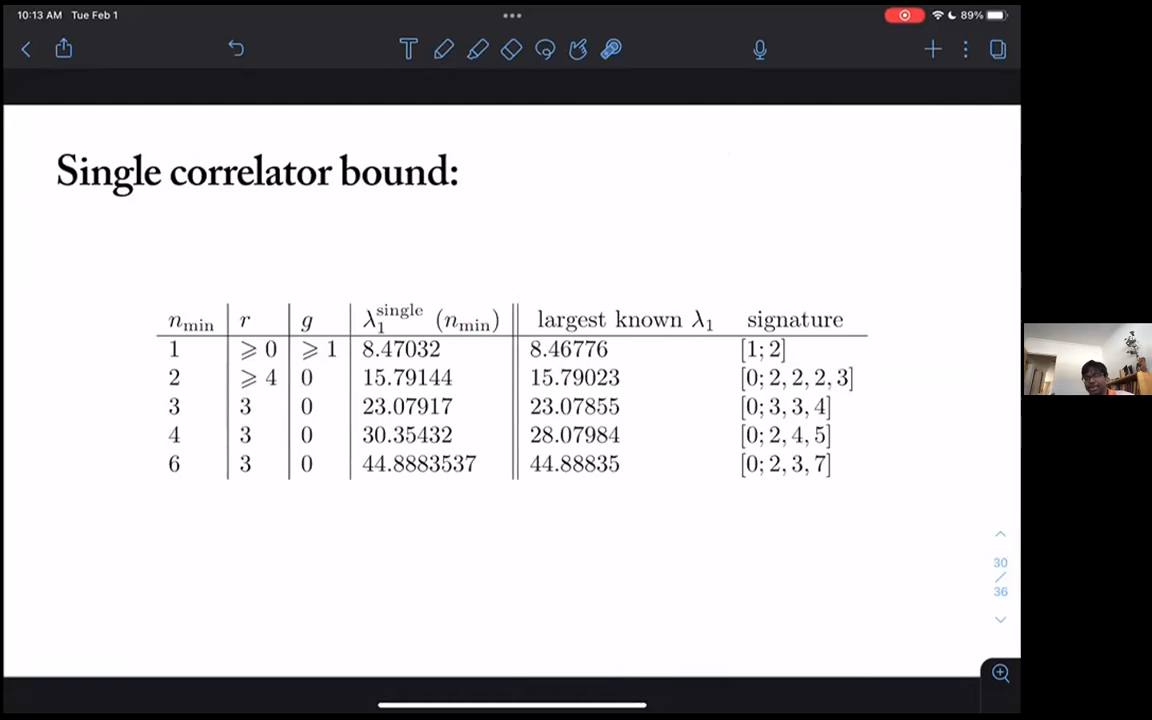 10:13 AM Tue Feb 1
89%
T
Single correlator bound:
n_min r g λ₁^single (n_min) largest known λ₁ signature
1 ⩾ 0 ⩾ 1 8.47032 8.46776 [1; 2]
2 ⩾ 4 0 15.79144 15.79023 [0; 2, 2, 2, 3]
3 3 0 23.07917 23.07855 [0; 3, 3, 4]
4 3 0 30.35432 28.07984 [0; 2, 4, 5]
6 3 0 44.8883537 44.88835 [0; 2, 3, 7]
30
/
36